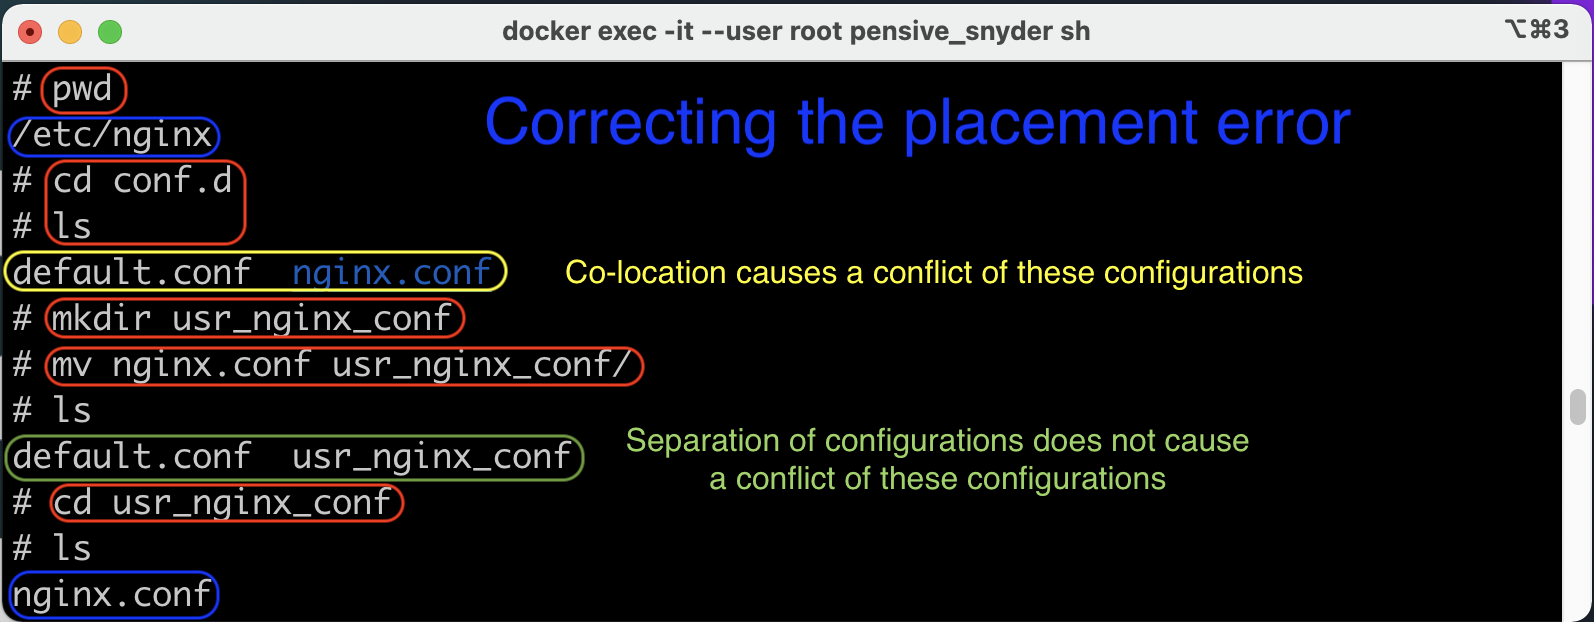 docker exec -it --user root pensive_snyder sh
⌥⌘3
# pwd
Correcting the placement error
/etc/nginx
# cd conf.d
# ls
default.conf  nginx.conf
Co-location causes a conflict of these configurations
# mkdir usr_nginx_conf
# mv nginx.conf usr_nginx_conf/
# ls
default.conf  usr_nginx_conf
Separation of configurations does not cause
a conflict of these configurations
# cd usr_nginx_conf
# ls
nginx.conf